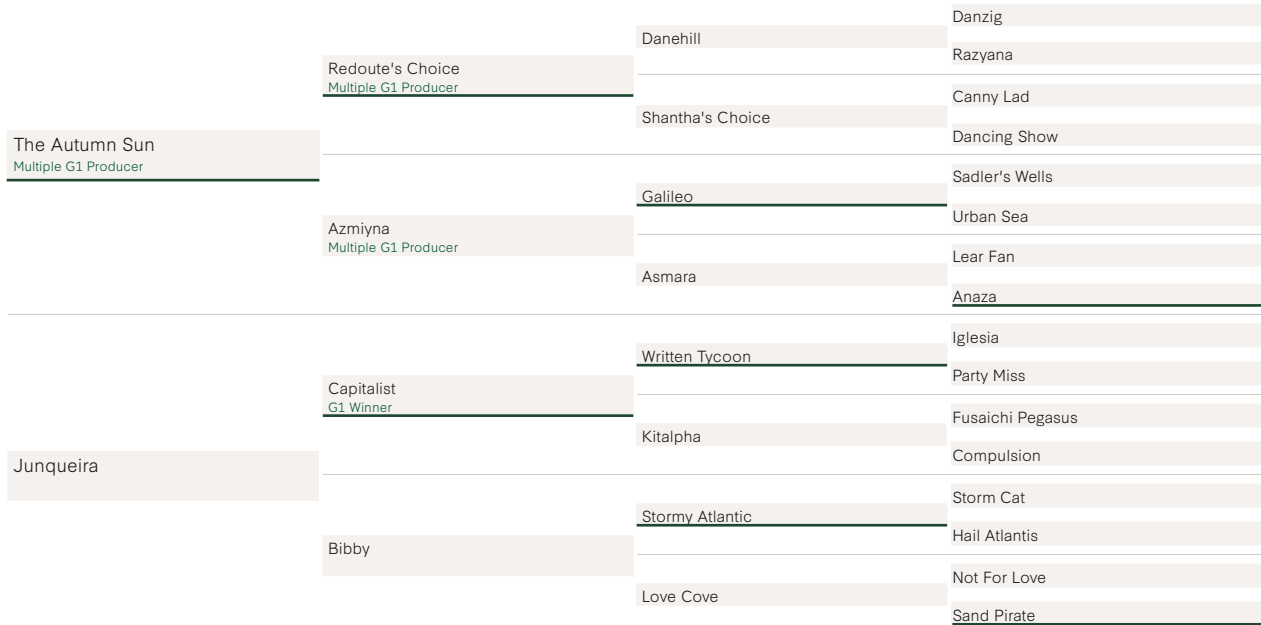 The Autumn Sun
Multiple G1 Producer
Junqueira
Redoute's Choice
Multiple G1 Producer
Azmiyna
Multiple G1 Producer
Capitalist
G1 Winner
Bibby
Danehill
Shantha's Choice
Galileo
Asmara
Written Tycoon
Kitalpha
Stormy Atlantic
Love Cove
Danzig
Razyana
Canny Lad
Dancing Show
Sadler's Wells
Urban Sea
Lear Fan
Anaza
Iglesia
Party Miss
Fusaichi Pegasus
Compulsion
Storm Cat
Hail Atlantis
Not For Love
Sand Pirate